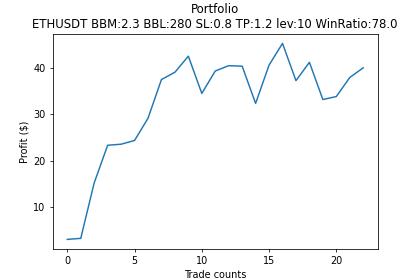 Portfolio
ETHUSDT BBM:2.3 BBL:280 SL:0.8 TP:1.2 lev:10 WinRatio:78.0
Profit ($)
40
30
20
10
0 5 10 15 20
Trade counts